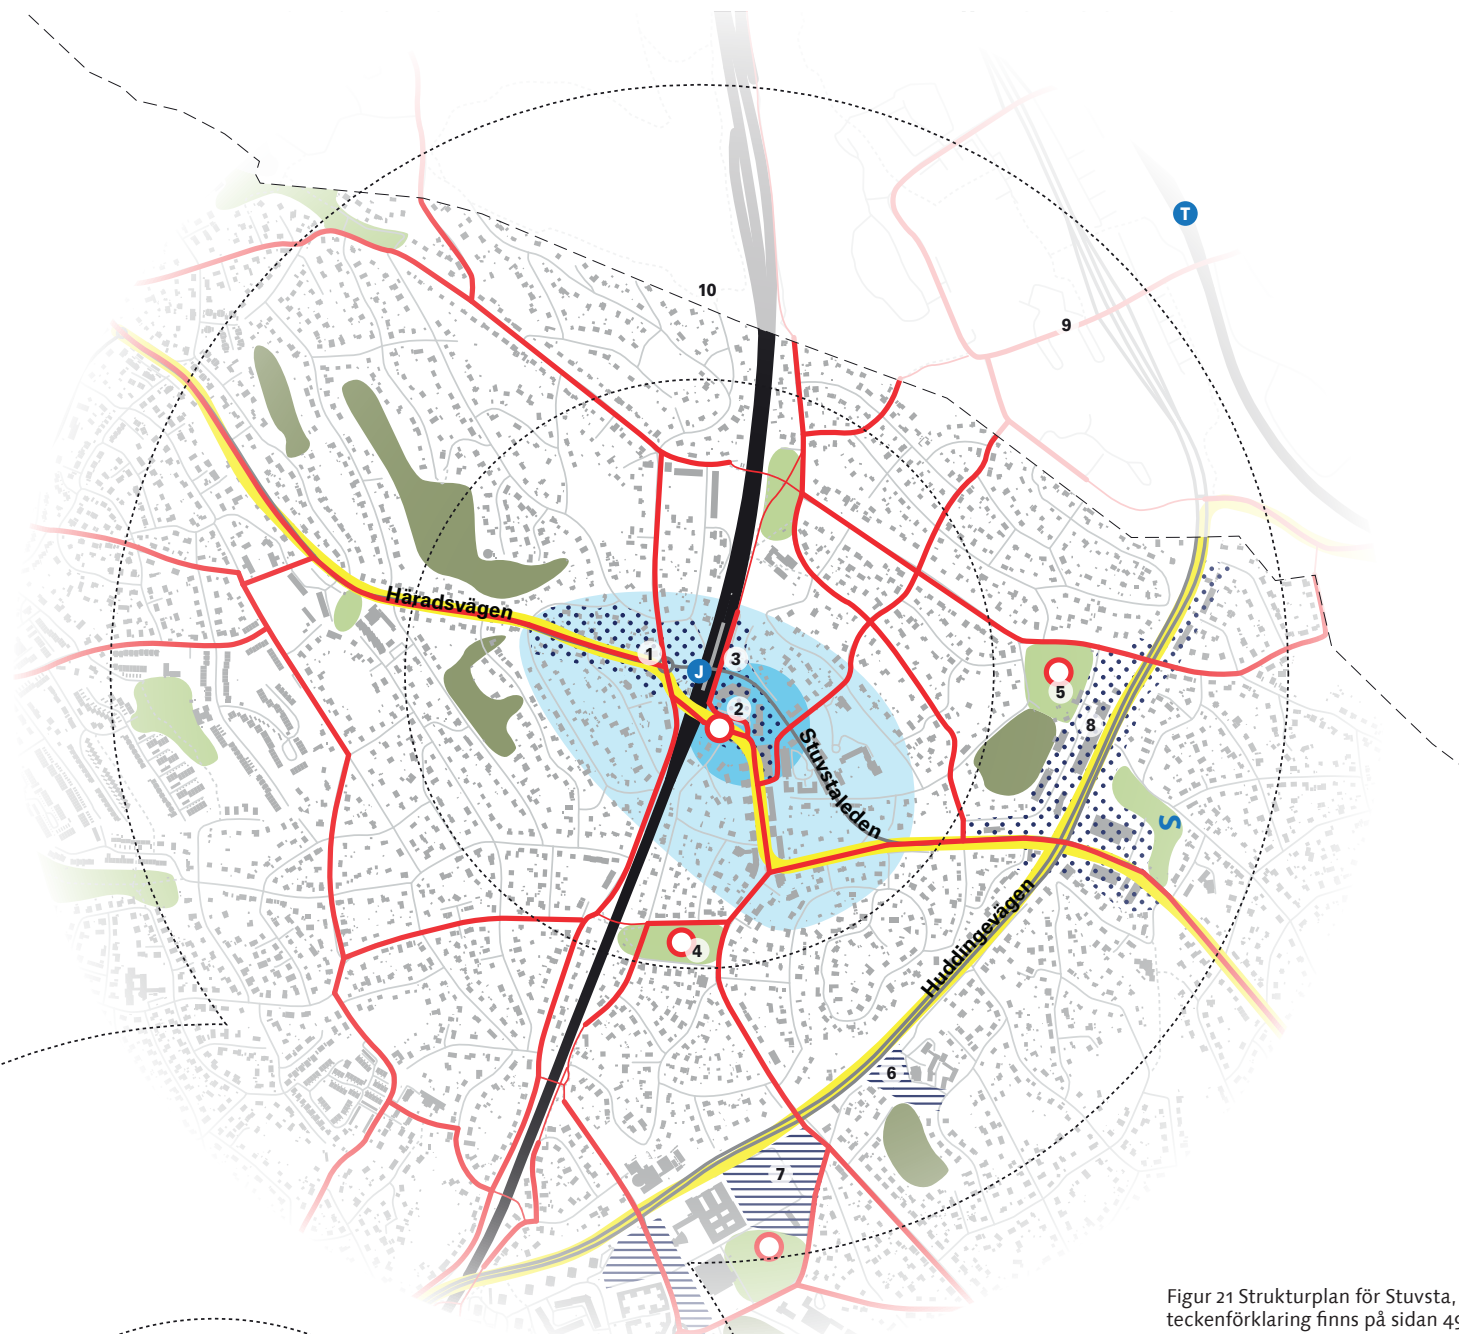 T
10
9
Häradsvägen
1
J
3
2
5
8
Stuvstaleden
S
4
Huddingevägen
6
7
Figur 21 Strukturplan för Stuvsta,
teckenförklaring finns på sidan 49